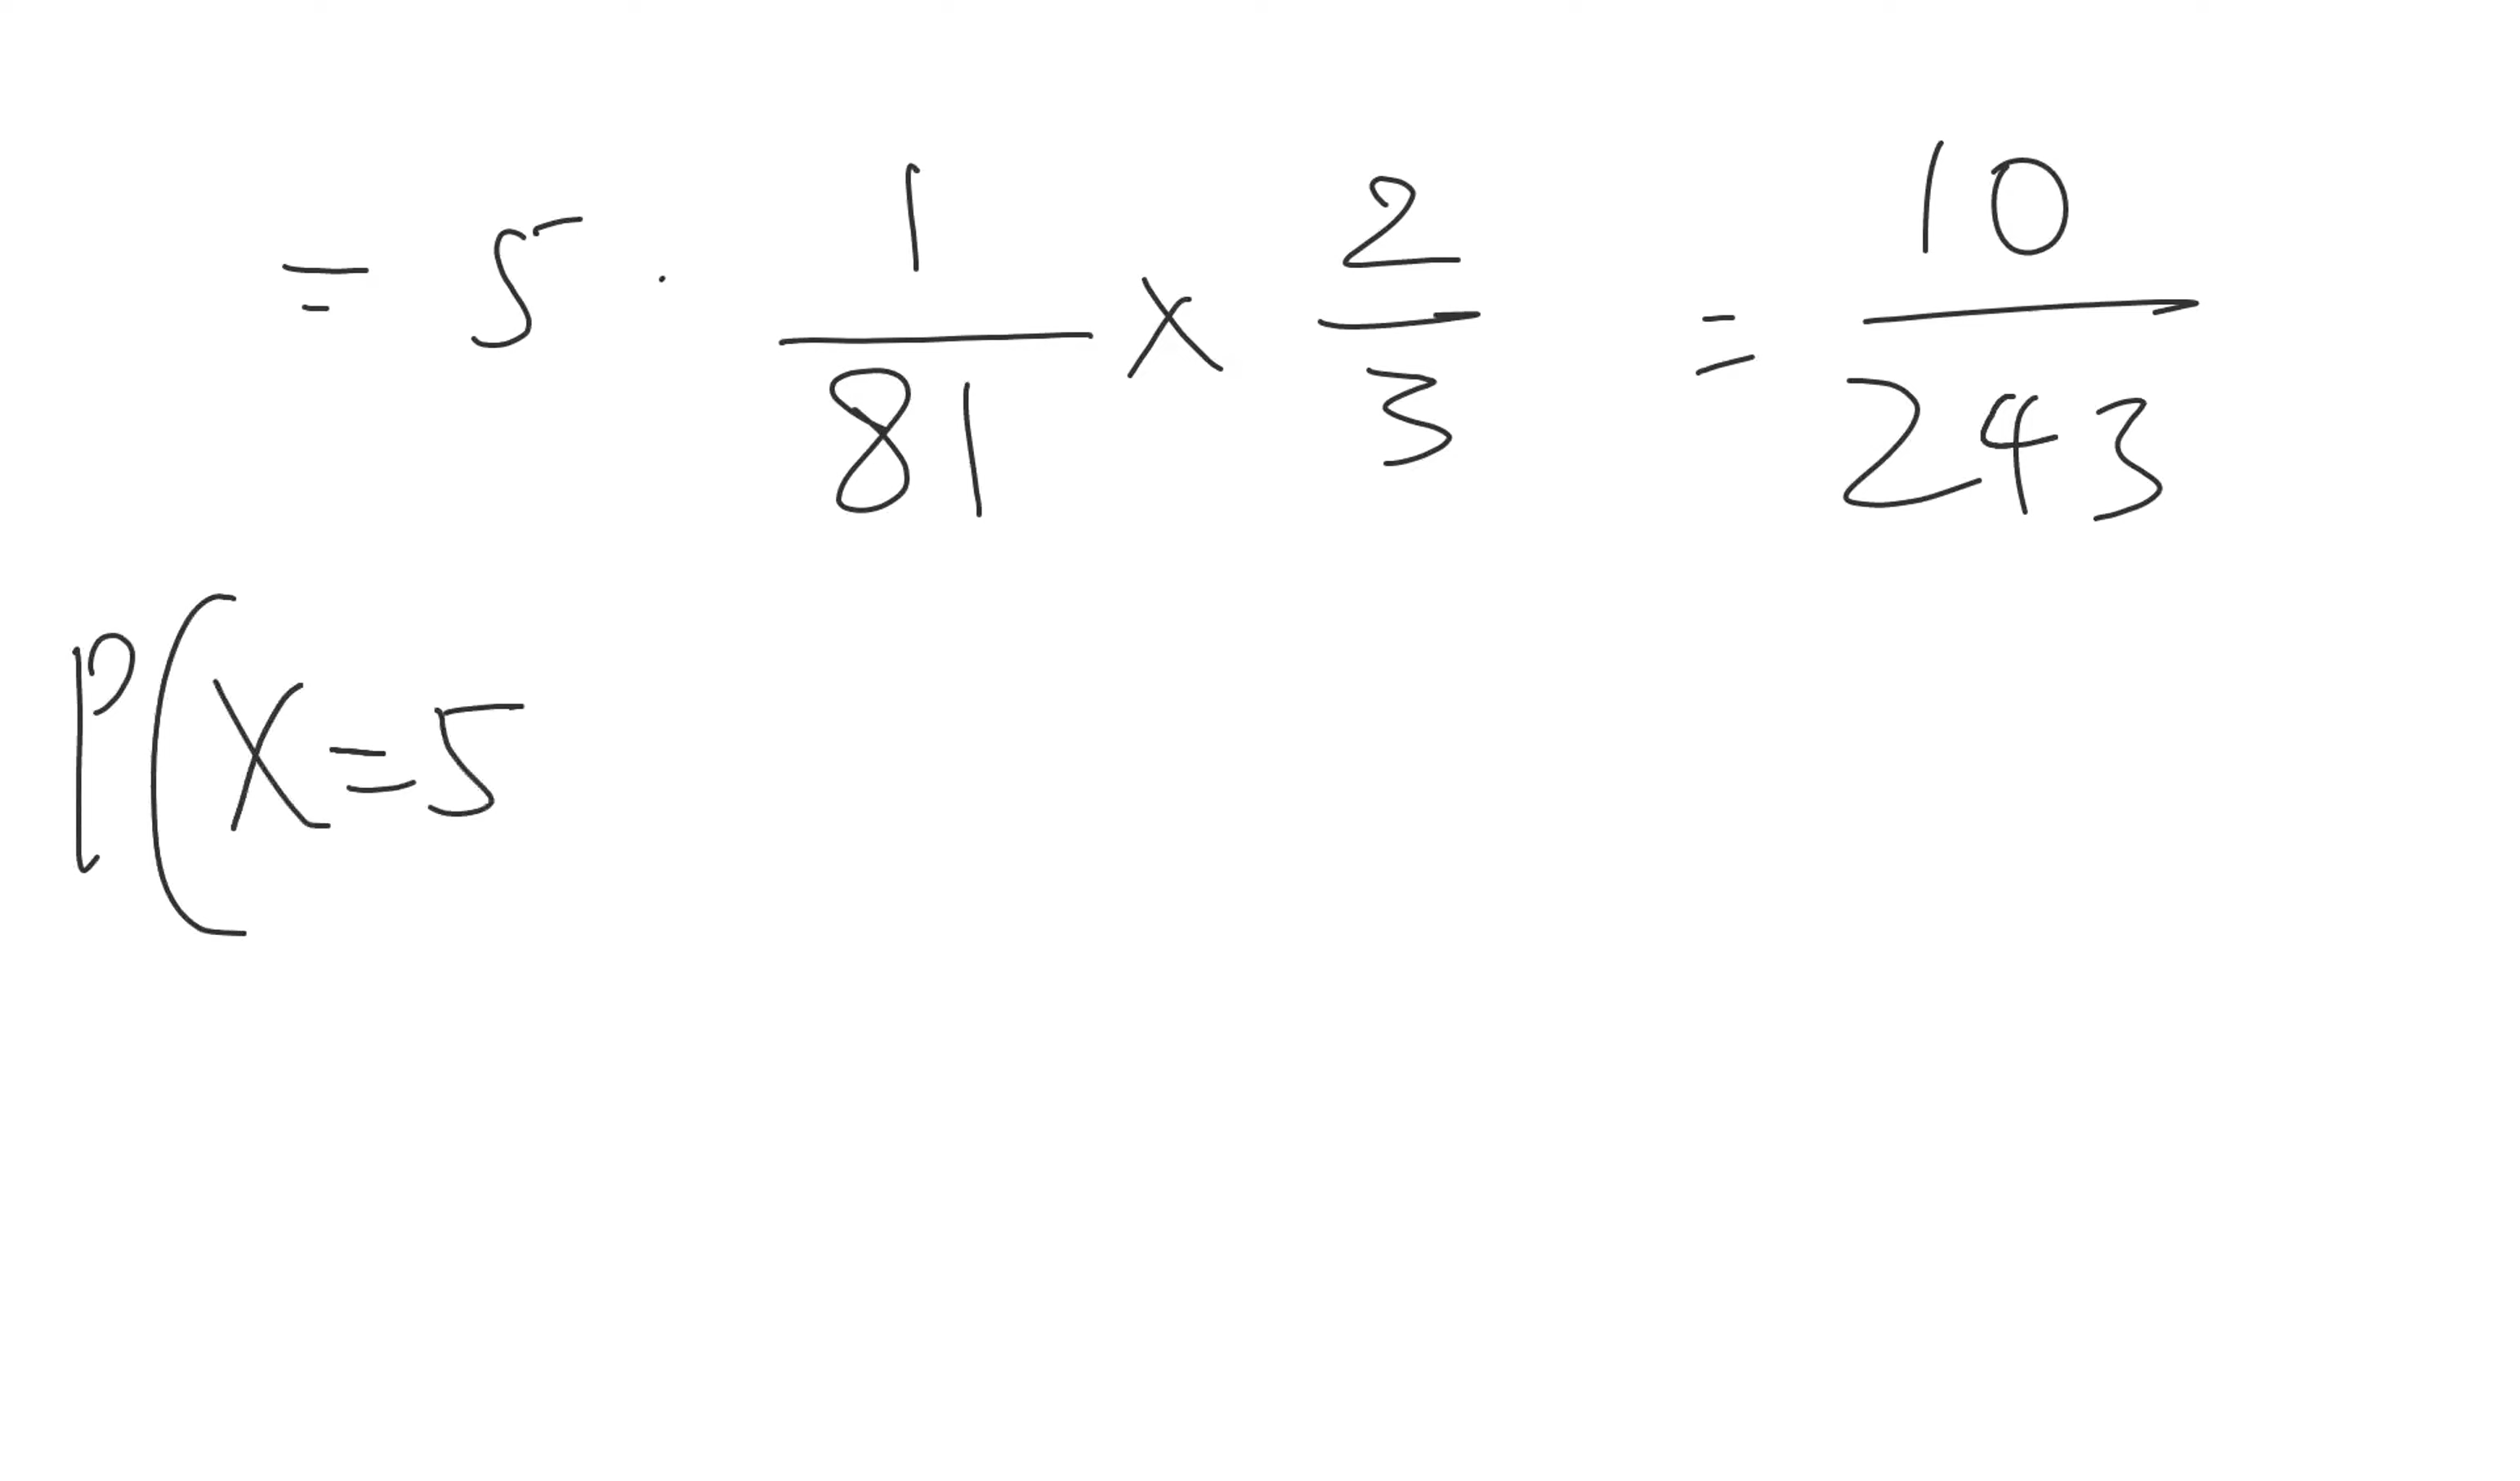 = 5 · 1/81 × 2/3 = 10/243
P(X=5